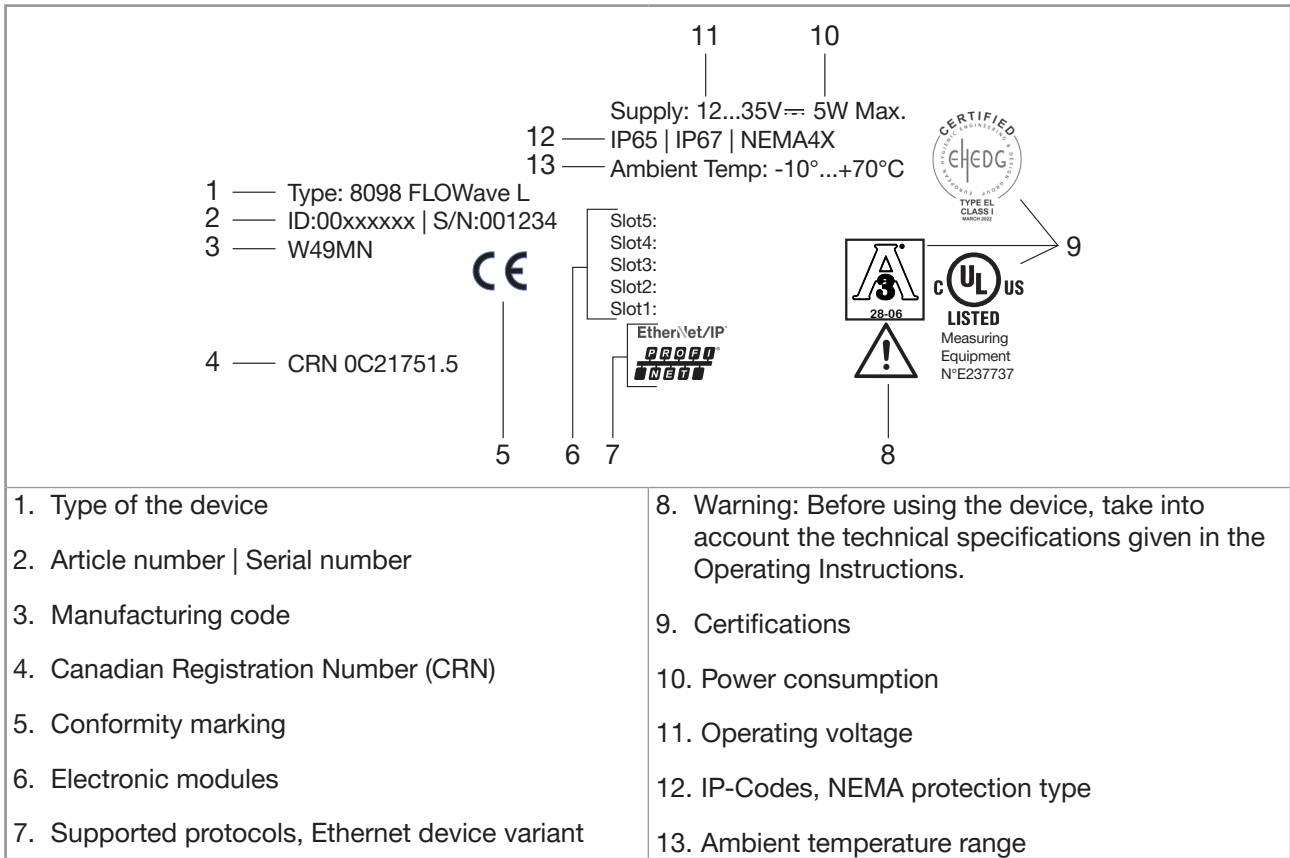 11 10
Supply: 12...35V⎓ 5W Max.
12 IP65 | IP67 | NEMA4X
13 Ambient Temp: -10°...+70°C
CERTIFIED
EUROPEAN HYGIENIC ENGINEERING & DESIGN GROUP
EHEDG
TYPE EL
CLASS I
MARCH 2022
1 Type: 8098 FLOWave L
2 ID:00xxxxxx | S/N:001234
3 W49MN
CE
Slot5:
Slot4:
Slot3:
Slot2:
Slot1:
A
3
28-06
C UL US
LISTED
Measuring
Equipment
N°E237737
9
EtherNet/IP
PROFI®
NET
4 CRN 0C21751.5
5 6 7 8
1. Type of the device
2. Article number | Serial number
3. Manufacturing code
4. Canadian Registration Number (CRN)
5. Conformity marking
6. Electronic modules
7. Supported protocols, Ethernet device variant
8. Warning: Before using the device, take into
account the technical specifications given in the
Operating Instructions.
9. Certifications
10. Power consumption
11. Operating voltage
12. IP-Codes, NEMA protection type
13. Ambient temperature range